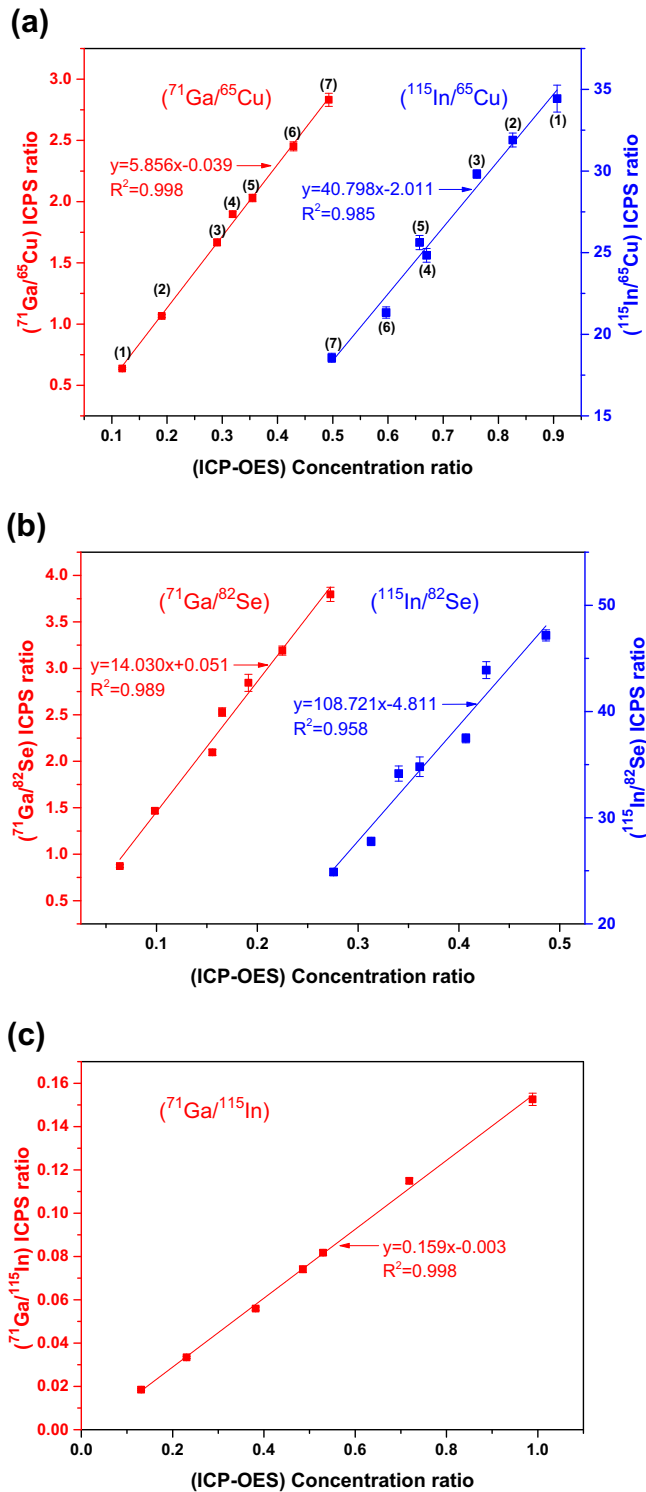 (a)
(⁷¹Ga/⁶⁵Cu) ICPS ratio
3.0
2.5
2.0
1.5
1.0
0.5
(⁷¹Ga/⁶⁵Cu)
y=5.856x-0.039
R²=0.998
(1)
(2)
(3)
(4)
(5)
(6)
(7)
(¹¹⁵In/⁶⁵Cu)
y=40.798x-2.011
R²=0.985
(1)
(2)
(3)
(5)
(4)
(6)
(7)
35
30
25
20
15
(¹¹⁵In/⁶⁵Cu) ICPS ratio
0.1 0.2 0.3 0.4 0.5 0.6 0.7 0.8 0.9
(ICP-OES) Concentration ratio
(b)
(⁷¹Ga/⁸²Se) ICPS ratio
4.0
3.5
3.0
2.5
2.0
1.5
1.0
0.5
(⁷¹Ga/⁸²Se)
y=14.030x+0.051
R²=0.989
(¹¹⁵In/⁸²Se)
y=108.721x-4.811
R²=0.958
50
40
30
20
(¹¹⁵In/⁸²Se) ICPS ratio
0.1 0.2 0.3 0.4 0.5
(ICP-OES) Concentration ratio
(c)
(⁷¹Ga/¹¹⁵In) ICPS ratio
0.16
0.14
0.12
0.10
0.08
0.06
0.04
0.02
0.00
(⁷¹Ga/¹¹⁵In)
y=0.159x-0.003
R²=0.998
0.0 0.2 0.4 0.6 0.8 1.0
(ICP-OES) Concentration ratio